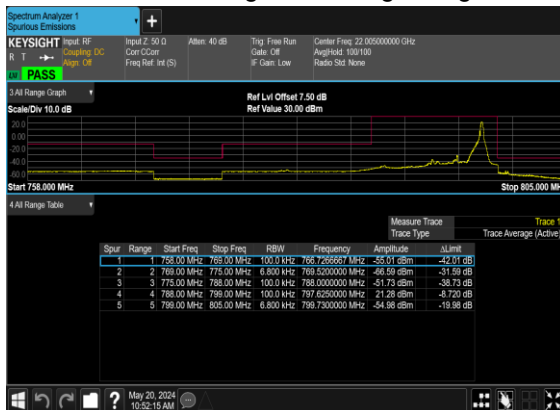 Spectrum Analyzer 1
Spurious Emissions
KEYSIGHT Input: RF Input Z: 50 Ω Atten: 40 dB Trig: Free Run Center Freq: 22.005000000 GHz
R T Coupling: DC Corr CCorr Gate: Off Avg|Hold: 100/100
Align: Off Freq Ref: Int (S) IF Gain: Low Radio Std: None
PASS
3 All Range Graph Ref Lvl Offset 7.50 dB
Scale/Div 10.0 dB Ref Value 30.00 dBm
20.0
0.00
-20.0
-40.0
-60.0
Start 758.000 MHz Stop 805.000 MH
4 All Range Table
Measure Trace Trace 1
Trace Type Trace Average (Active)
Spur Range Start Freq Stop Freq RBW Frequency Amplitude ΔLimit
1 1 758.00 MHz 769.00 MHz 100.0 kHz 766.7266667 MHz -55.01 dBm -42.01 dB
2 2 769.00 MHz 775.00 MHz 6.800 kHz 769.5200000 MHz -66.59 dBm -31.59 dB
3 3 775.00 MHz 788.00 MHz 100.0 kHz 788.0000000 MHz -51.73 dBm -38.73 dB
4 4 788.00 MHz 799.00 MHz 100.0 kHz 797.6250000 MHz 21.28 dBm -8.720 dB
5 5 799.00 MHz 805.00 MHz 6.800 kHz 799.7300000 MHz -54.98 dBm -19.98 dB
? May 20, 2024
10:52:15 AM